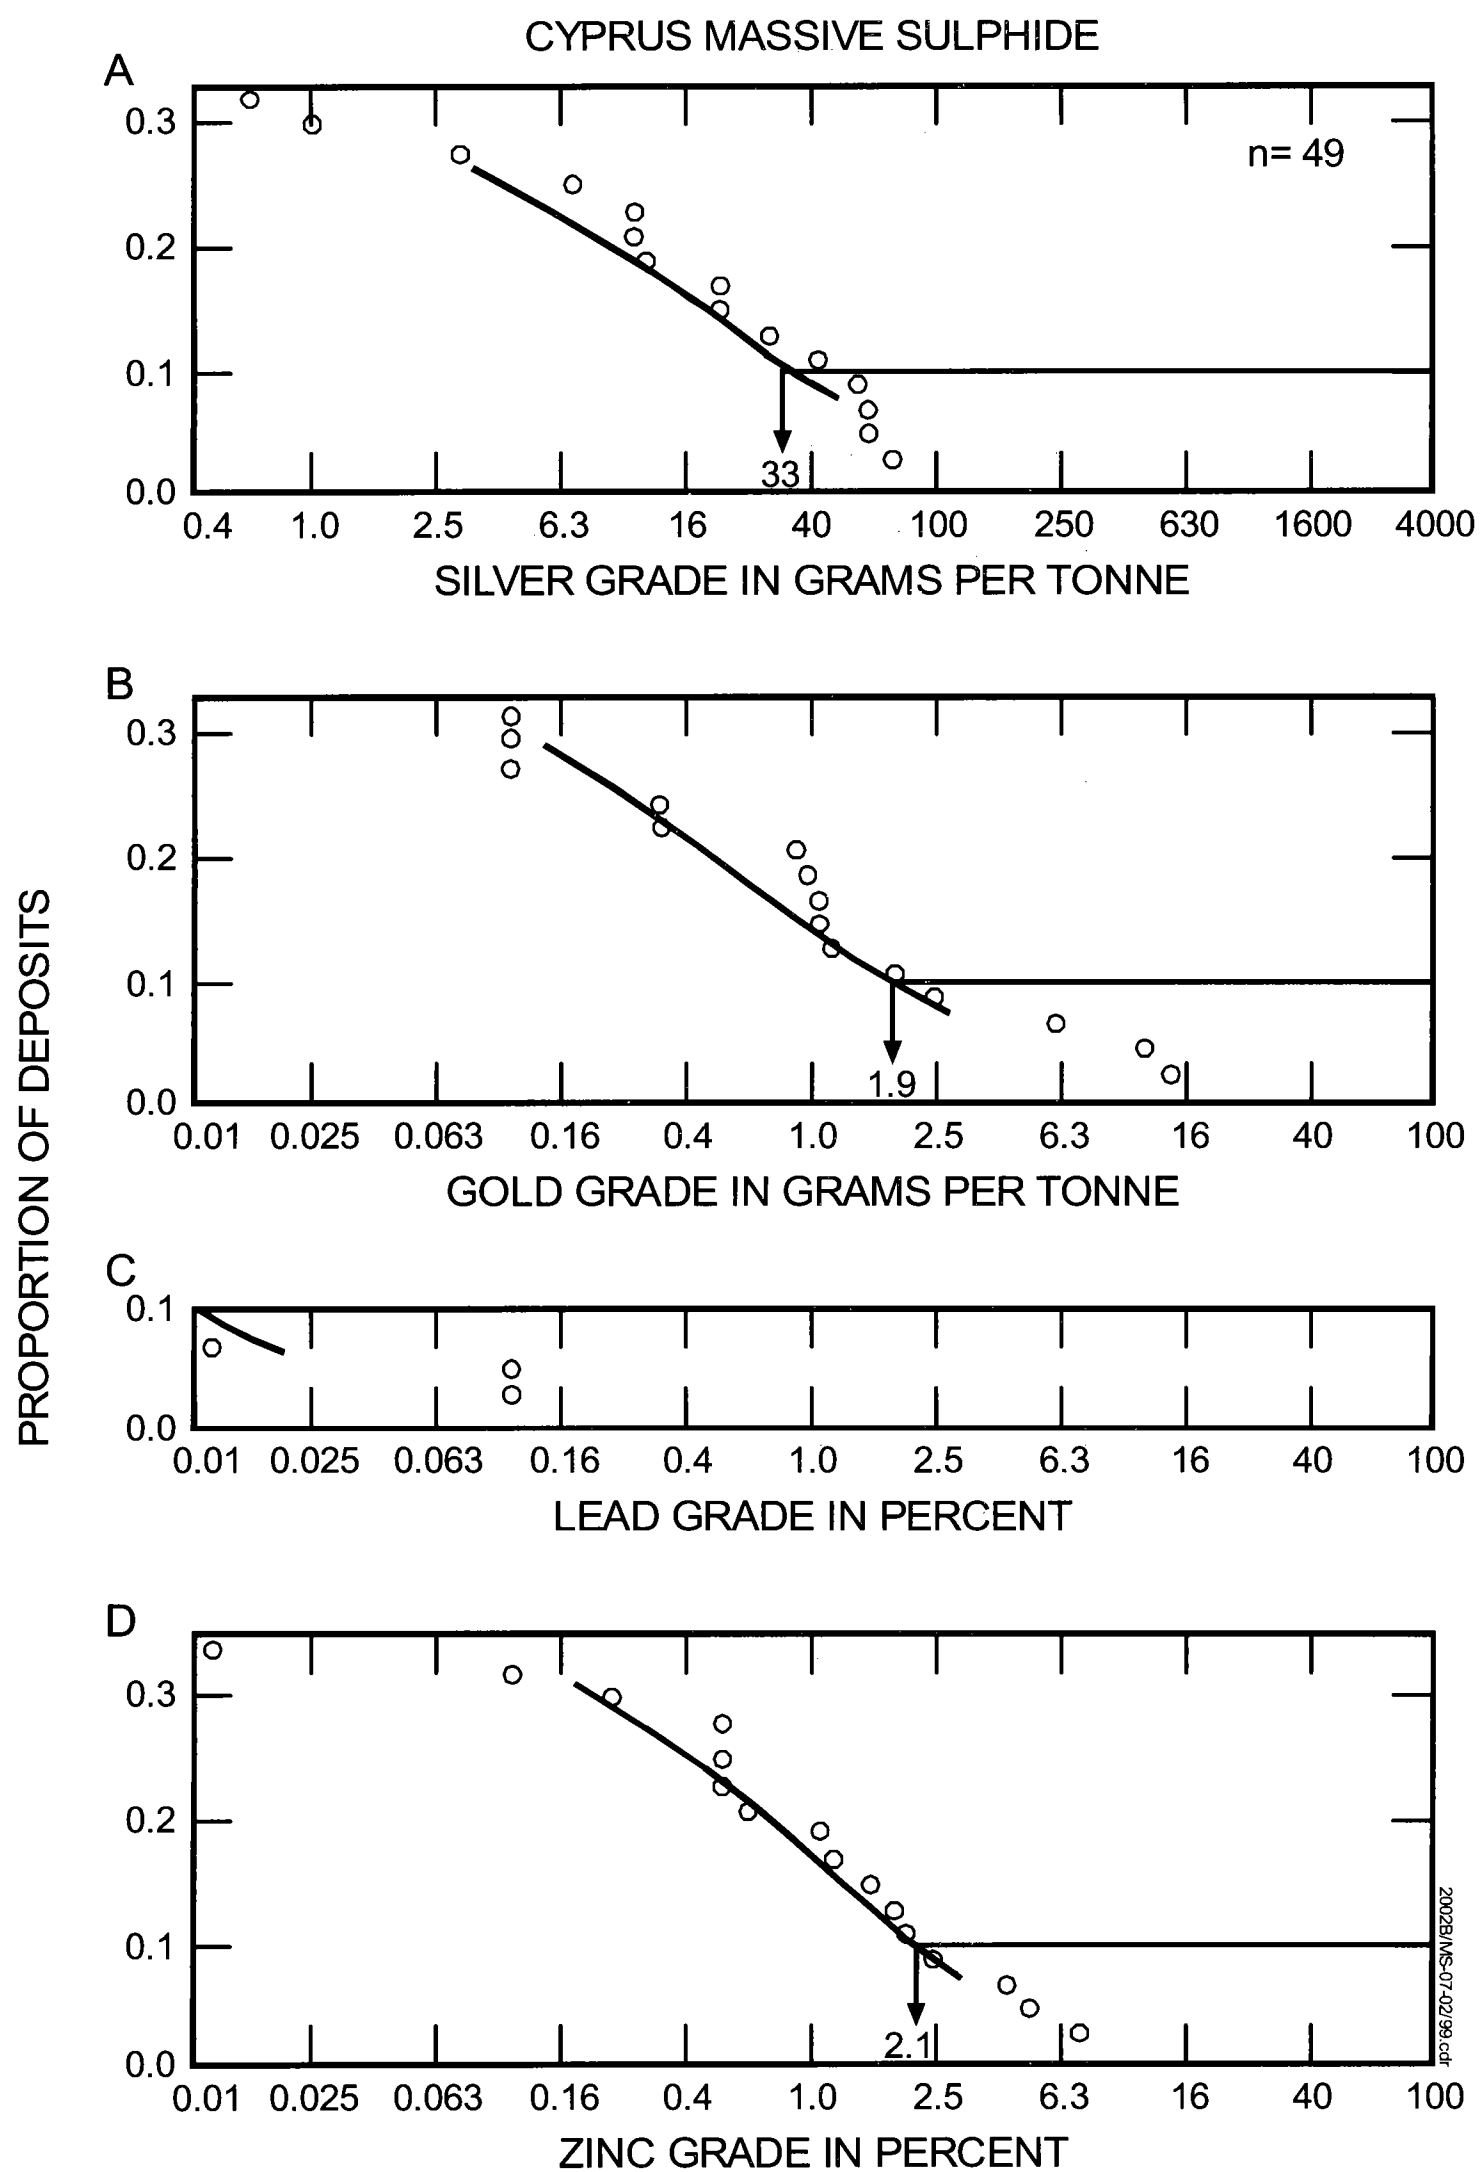 CYPRUS MASSIVE SULPHIDE
A
0.3
n= 49
0.2
0.1
33
0.0
0.4 1.0 2.5 6.3 16 40 100 250 630 1600 4000
SILVER GRADE IN GRAMS PER TONNE
B
0.3
0.2
0.1
1.9
0.0
0.01 0.025 0.063 0.16 0.4 1.0 2.5 6.3 16 40 100
GOLD GRADE IN GRAMS PER TONNE
PROPORTION OF DEPOSITS
C
0.1
0.0
0.01 0.025 0.063 0.16 0.4 1.0 2.5 6.3 16 40 100
LEAD GRADE IN PERCENT
D
0.3
0.2
0.1
2.1
0.0
0.01 0.025 0.063 0.16 0.4 1.0 2.5 6.3 16 40 100
ZINC GRADE IN PERCENT
2002B/MS-07-02/99.cdr